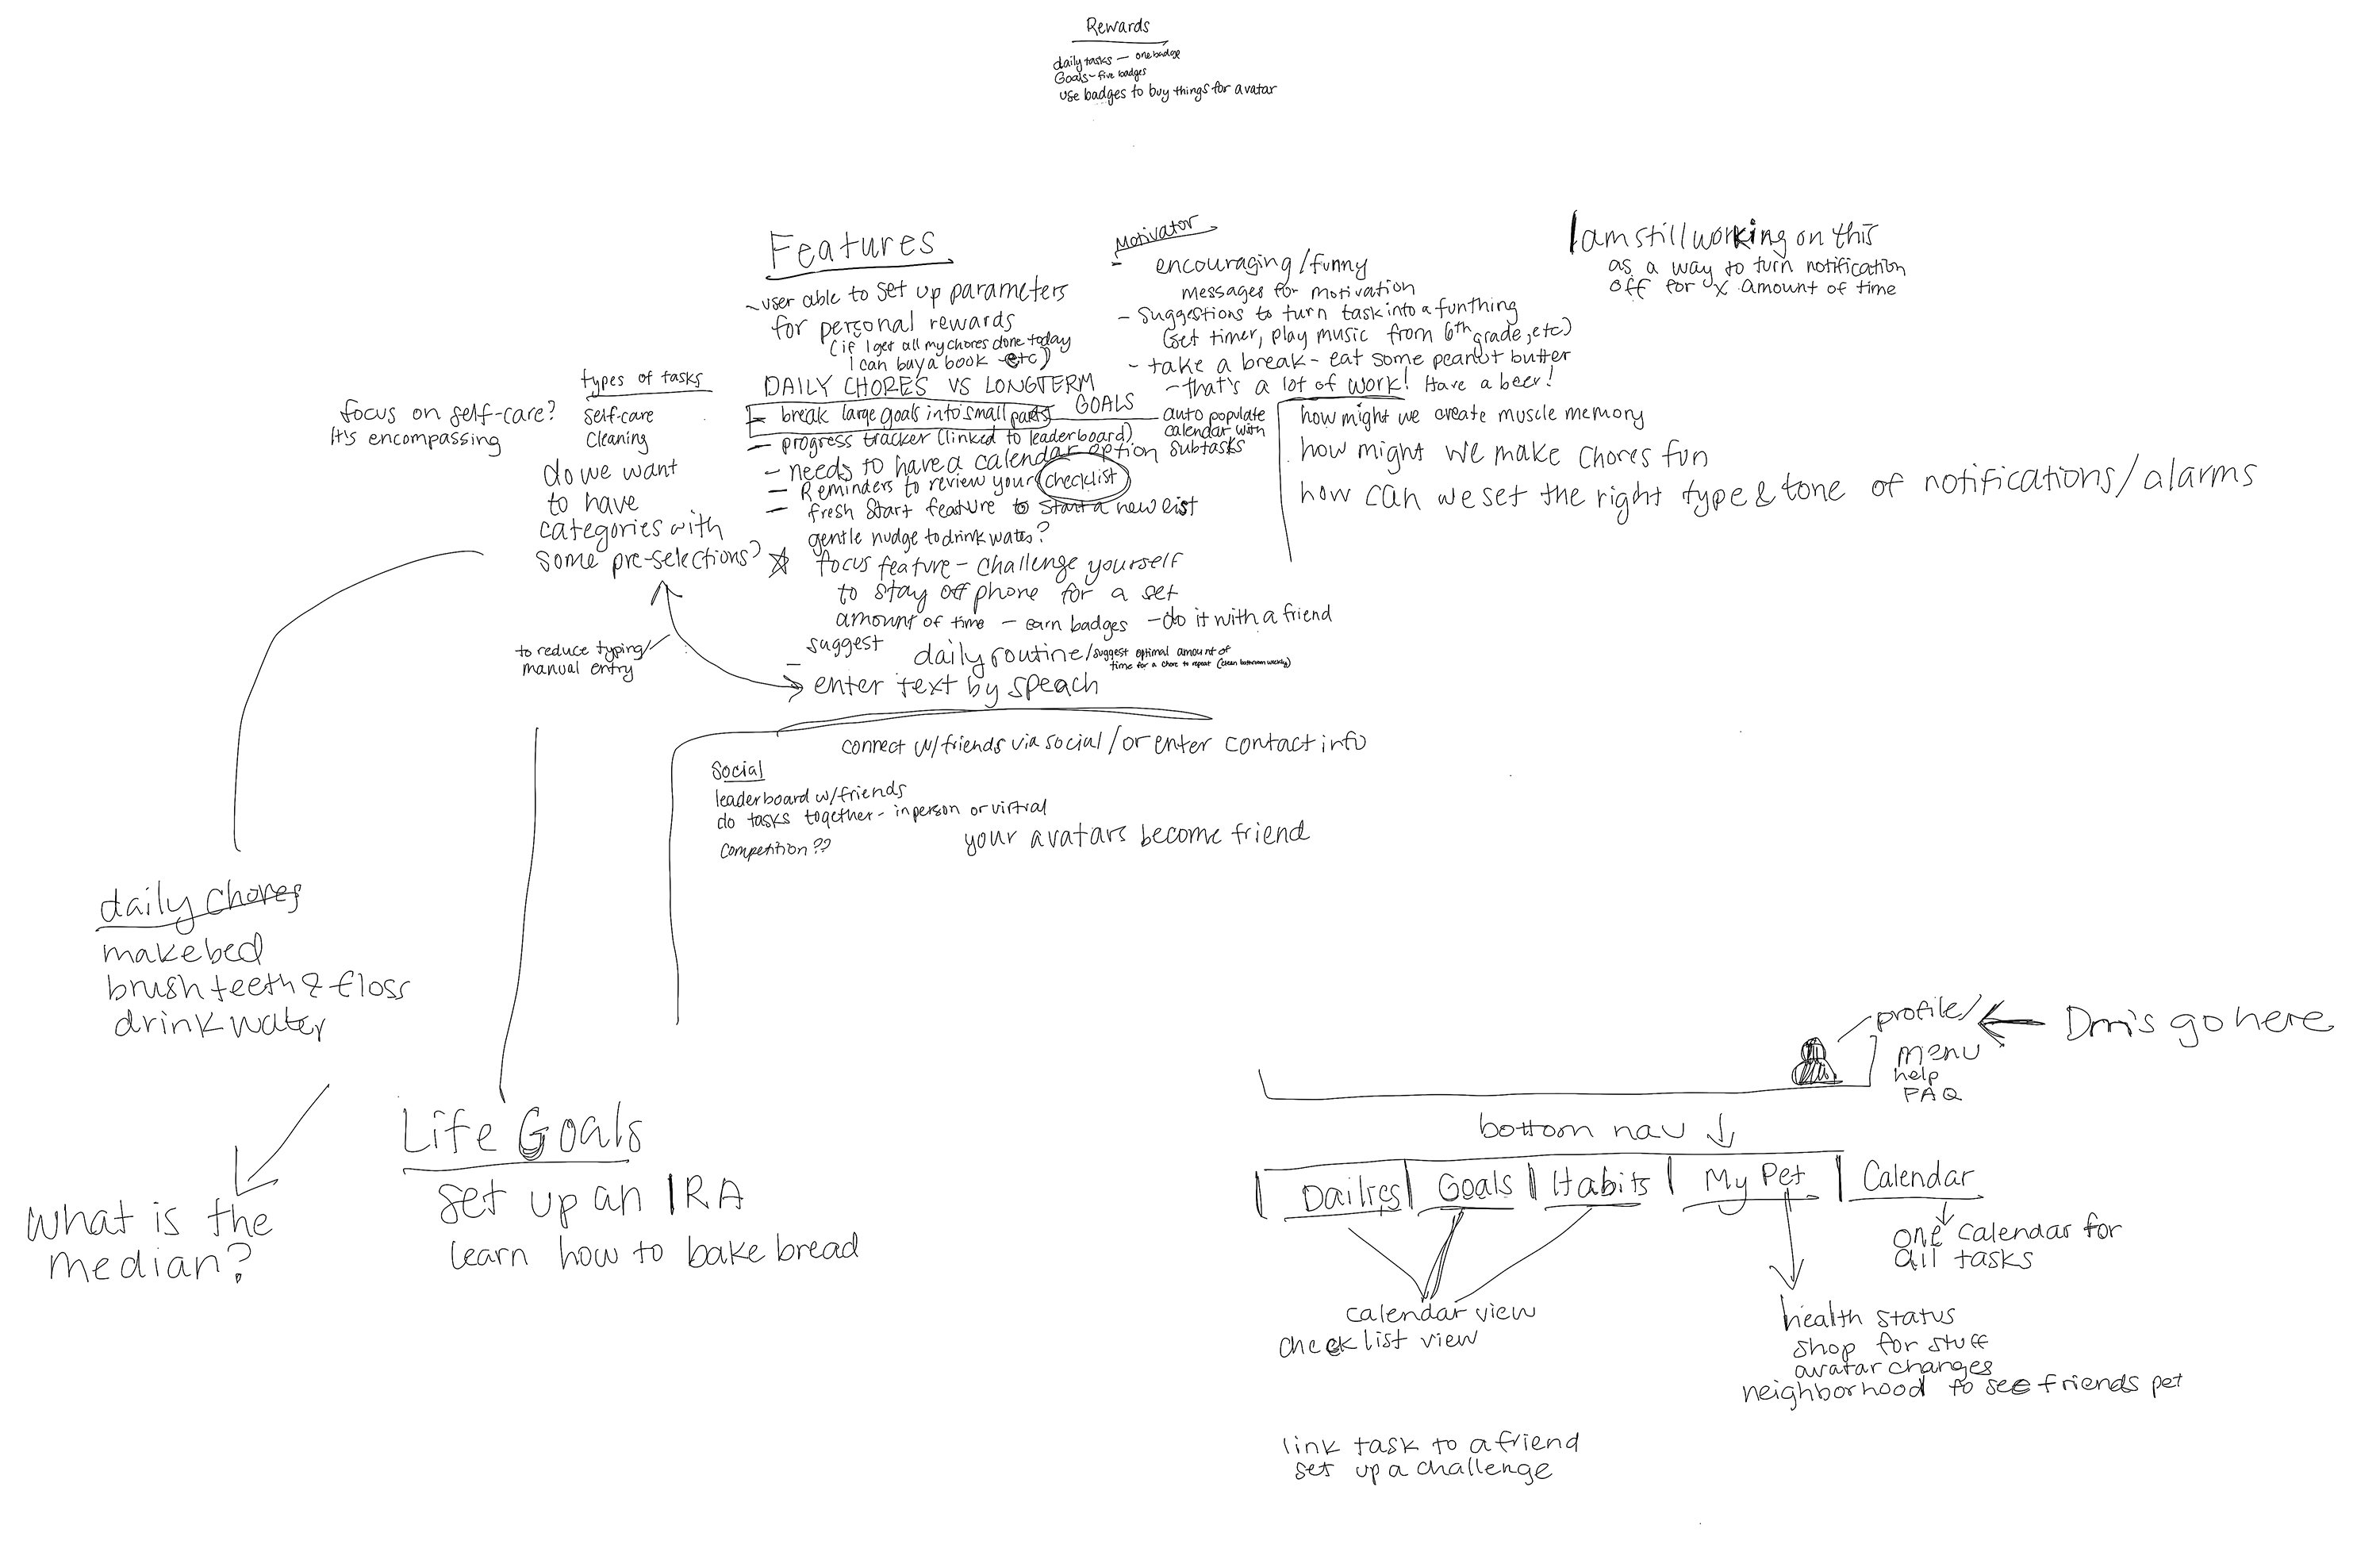 Rewards
daily tasks — one badge
Goals - five badges
use badges to buy things for avatar
Features
- user able to set up parameters
for personal rewards
(if I get all my chores done today
I can buy a book - etc)
DAILY CHORES VS LONGTERM
GOALS
- break large goals into small parts
- progress tracker (linked to leaderboard)
- needs to have a calendar option
- Reminders to review your checklist
- fresh start feature to start a new list
gentle nudge to drink water?
focus feature - challenge yourself
to stay off phone for a set
amount of time - earn badges - do it with a friend
- suggest
daily routine/suggest optimal amount of
time for a chore to repeat (clean bathroom weekly)
enter text by speach
auto populate
calendar with
subtasks
Motivator
- encouraging/funny
messages for motivation
- suggestions to turn task into a fun thing
(set timer, play music from 6th grade, etc)
- take a break - eat some peanut butter
- that's a lot of work! Have a beer!
how might we create muscle memory
how might we make chores fun
how can we set the right type & tone of notifications/alarms
I am still working on this
as a way to turn notification
off for x amount of time
types of tasks
self-care
cleaning
focus on self-care?
It's encompassing
do we want
to have
categories with
some pre-selections?
to reduce typing/
manual entry
connect w/friends via social/or enter contact info
Social
leaderboard w/friends
do tasks together - in person or virtral
competition??
your avatars become friend
daily chores
make bed
brush teeth & floss
drink water
What is the
median?
Life Goals
set up an IRA
learn how to bake bread
profile/
menu
help
FAQ
Dm's go here
bottom nav
Dailies
Goals
Habits
My Pet
Calendar
calendar view
checklist view
one calendar for
all tasks
health status
shop for stuff
avatar changes
neighborhood to see friends pet
link task to a friend
set up a challenge